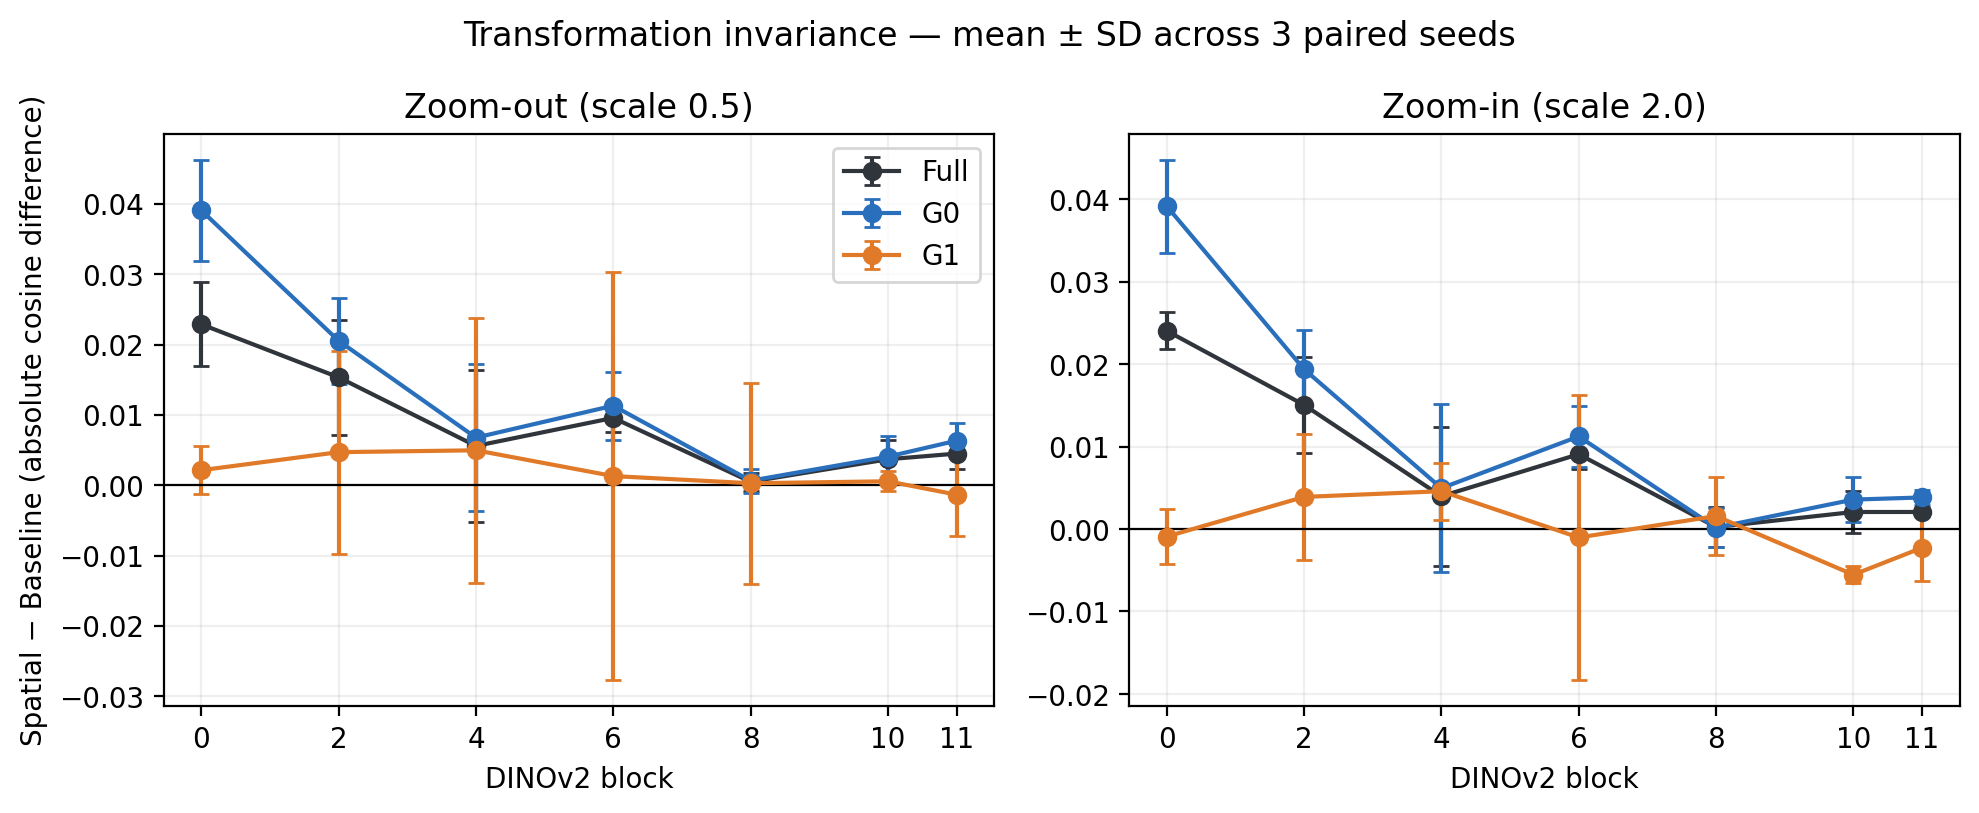 Transformation invariance — mean ± SD across 3 paired seeds
Spatial − Baseline (absolute cosine difference)
Zoom-out (scale 0.5)
0.04
0.03
0.02
0.01
0.00
−0.01
−0.02
−0.03
Full
G0
G1
0 2 4 6 8 10 11
DINOv2 block
Zoom-in (scale 2.0)
0.04
0.03
0.02
0.01
0.00
−0.01
−0.02
0 2 4 6 8 10 11
DINOv2 block